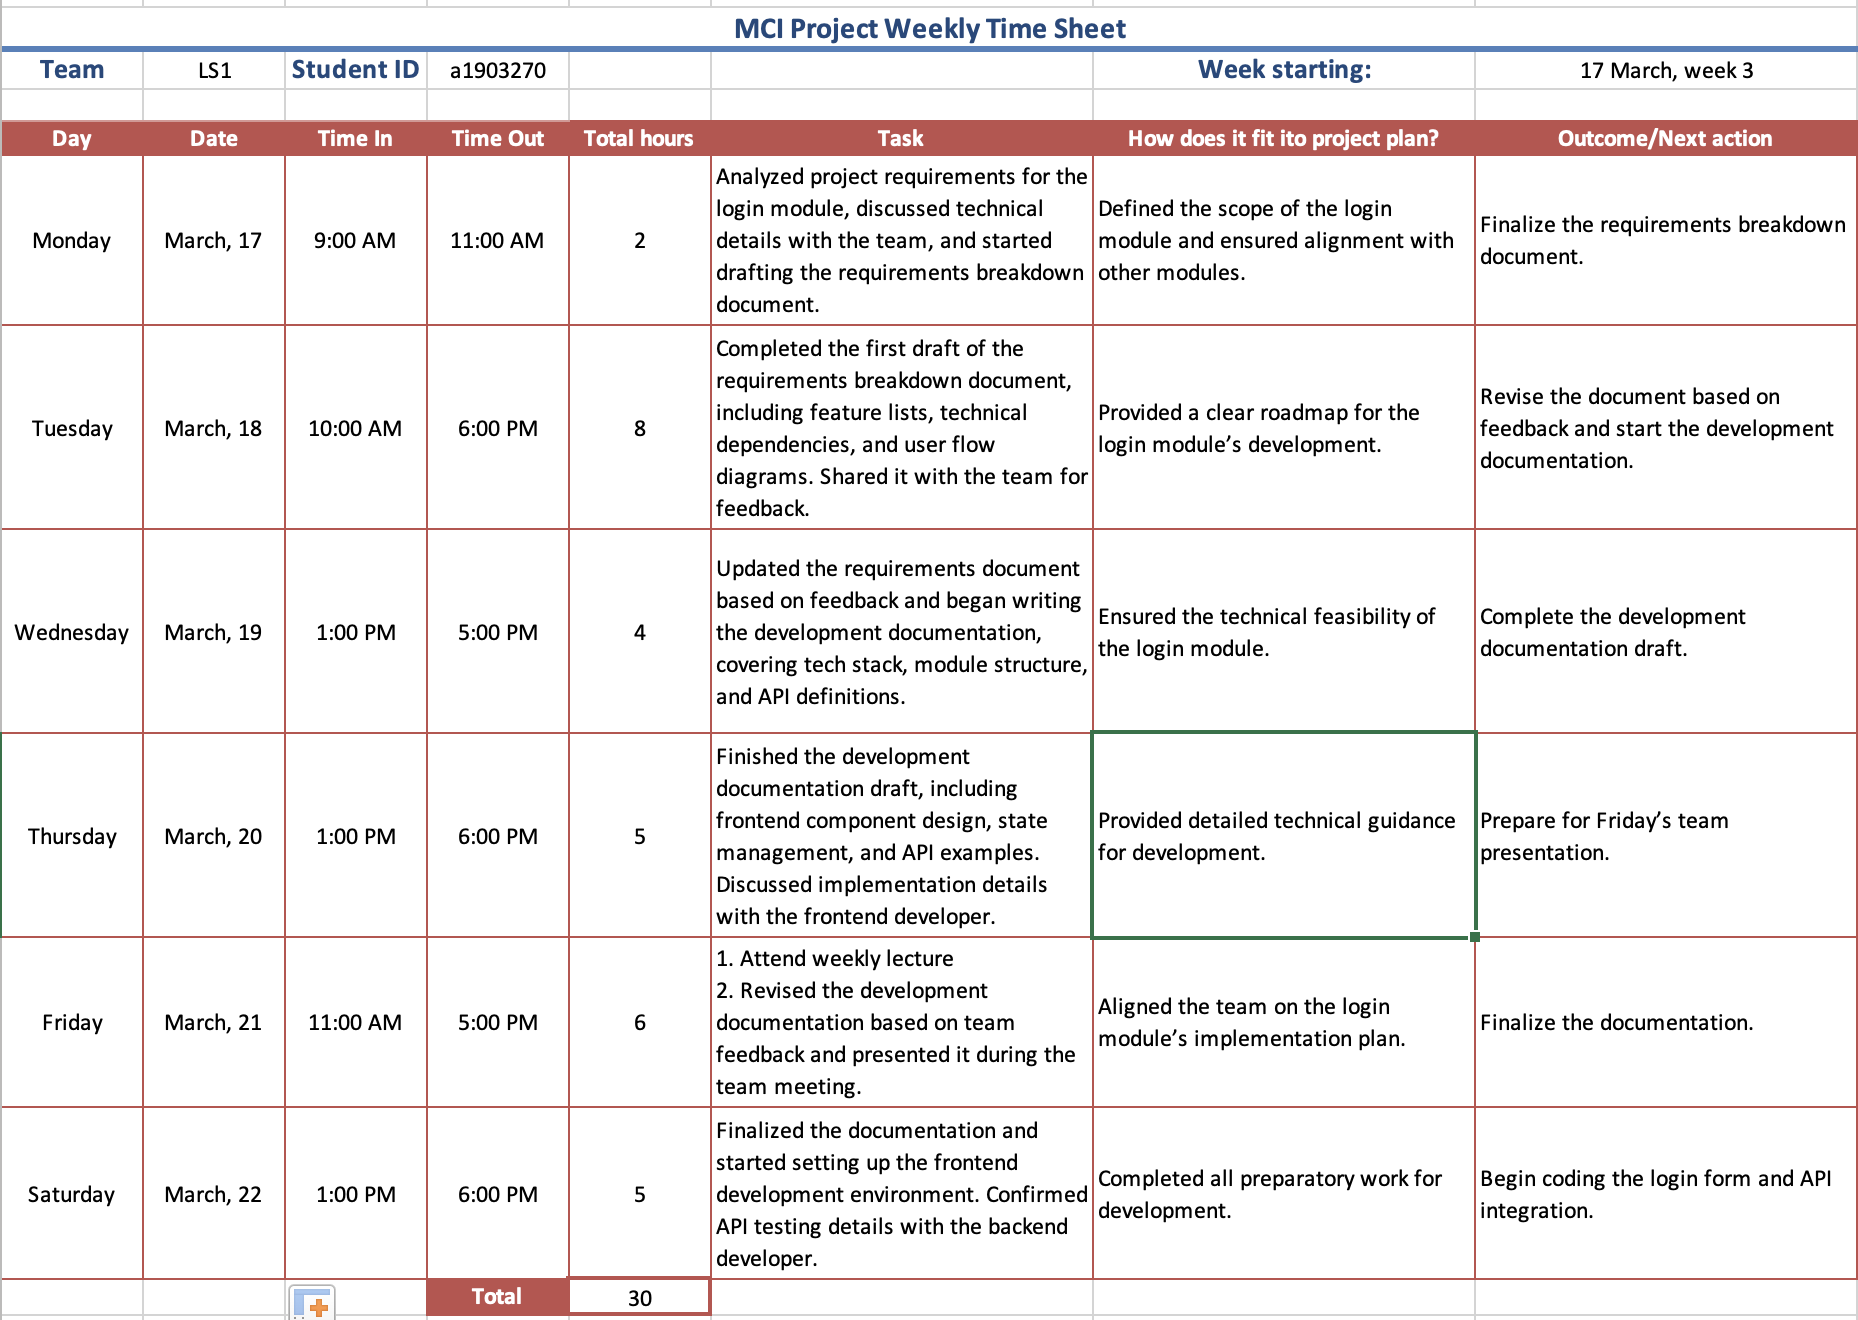 MCI Project Weekly Time Sheet
Team LS1 Student ID a1903270 Week starting: 17 March, week 3
Day Date Time In Time Out Total hours Task How does it fit ito project plan? Outcome/Next action
Monday March, 17 9:00 AM 11:00 AM 2
Analyzed project requirements for the
login module, discussed technical
details with the team, and started
drafting the requirements breakdown
document.
Defined the scope of the login
module and ensured alignment with
other modules.
Finalize the requirements breakdown
document.
Tuesday March, 18 10:00 AM 6:00 PM 8
Completed the first draft of the
requirements breakdown document,
including feature lists, technical
dependencies, and user flow
diagrams. Shared it with the team for
feedback.
Provided a clear roadmap for the
login module’s development.
Revise the document based on
feedback and start the development
documentation.
Wednesday March, 19 1:00 PM 5:00 PM 4
Updated the requirements document
based on feedback and began writing
the development documentation,
covering tech stack, module structure,
and API definitions.
Ensured the technical feasibility of
the login module.
Complete the development
documentation draft.
Thursday March, 20 1:00 PM 6:00 PM 5
Finished the development
documentation draft, including
frontend component design, state
management, and API examples.
Discussed implementation details
with the frontend developer.
Provided detailed technical guidance
for development.
Prepare for Friday’s team
presentation.
Friday March, 21 11:00 AM 5:00 PM 6
1. Attend weekly lecture
2. Revised the development
documentation based on team
feedback and presented it during the
team meeting.
Aligned the team on the login
module’s implementation plan.
Finalize the documentation.
Saturday March, 22 1:00 PM 6:00 PM 5
Finalized the documentation and
started setting up the frontend
development environment. Confirmed
API testing details with the backend
developer.
Completed all preparatory work for
development.
Begin coding the login form and API
integration.
Total 30